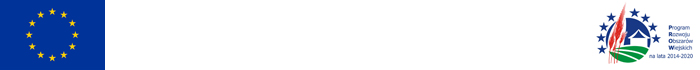 Program
Rozwoju
Obszarów
Wiejskich
na lata 2014-2020